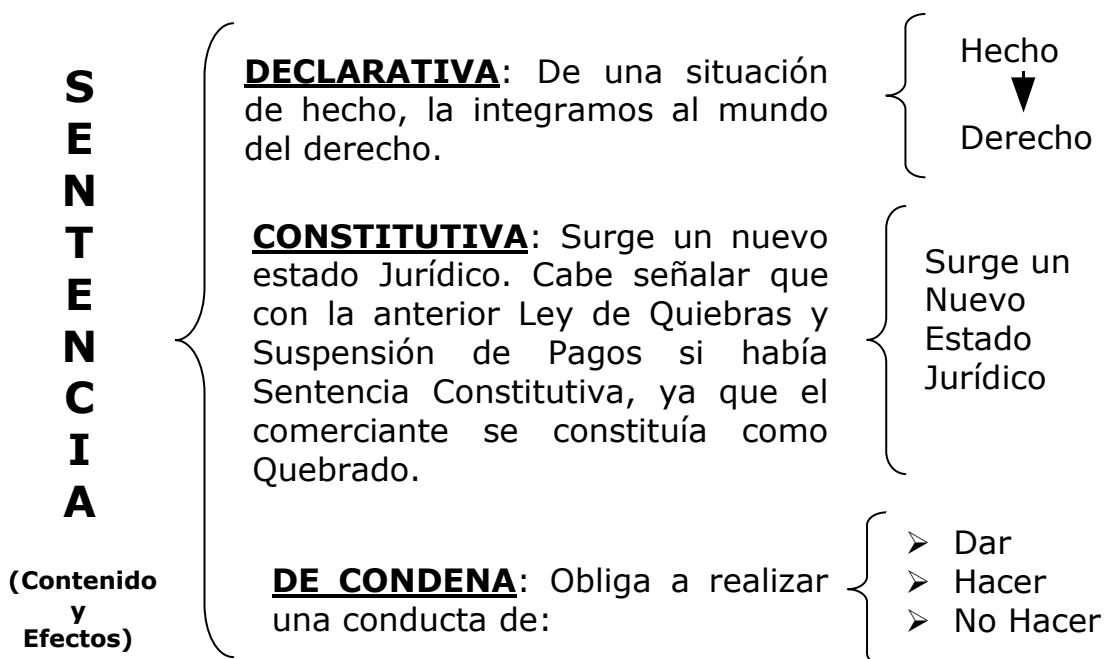 SENTENCIA
(Contenido
y
Efectos)
DECLARATIVA: De una situación
de hecho, la integramos al mundo
del derecho.
Hecho
Derecho
CONSTITUTIVA: Surge un nuevo
estado Jurídico. Cabe señalar que
con la anterior Ley de Quiebras y
Suspensión de Pagos si había
Sentencia Constitutiva, ya que el
comerciante se constituía como
Quebrado.
Surge un
Nuevo
Estado
Jurídico
DE CONDENA: Obliga a realizar
una conducta de:
➢ Dar
➢ Hacer
➢ No Hacer